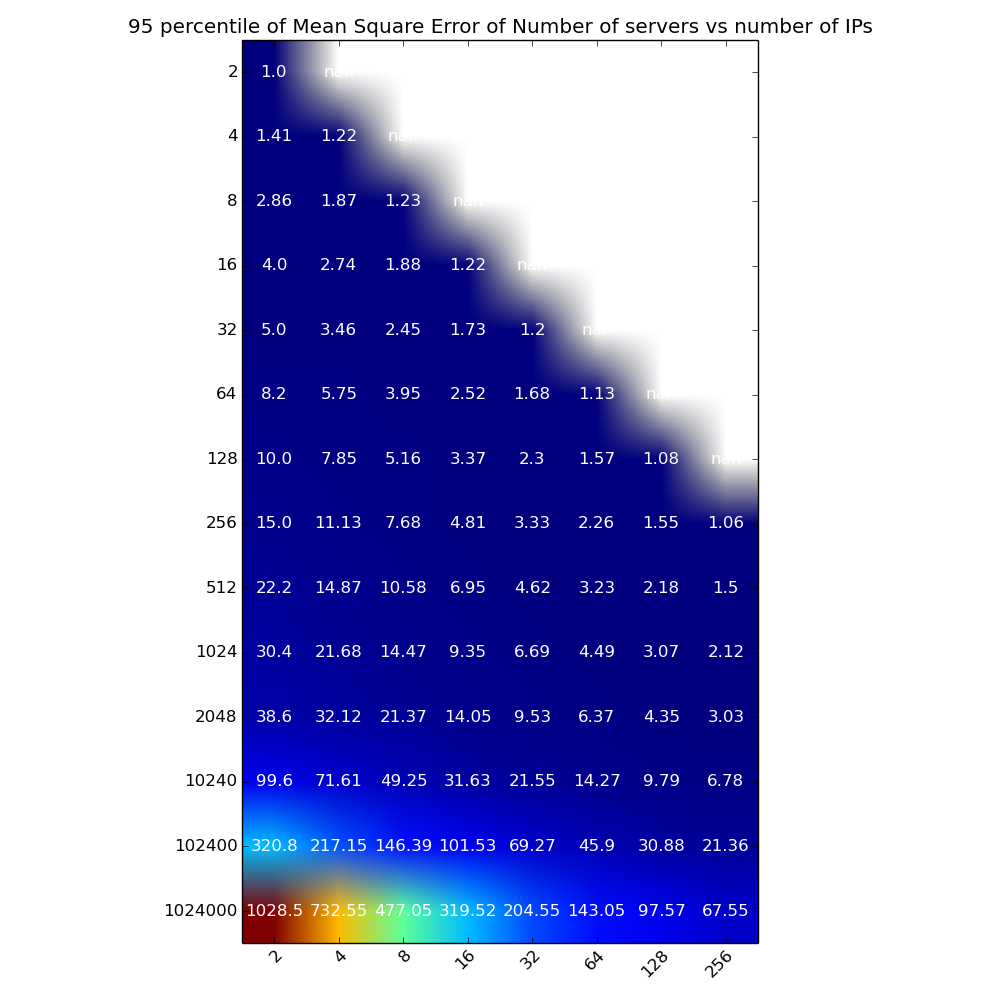 95 percentile of Mean Square Error of Number of servers vs number of IPs
2 1.0 nan
4 1.41 1.22 nan
8 2.86 1.87 1.23 nan
16 4.0 2.74 1.88 1.22 nan
32 5.0 3.46 2.45 1.73 1.2 nan
64 8.2 5.75 3.95 2.52 1.68 1.13 nan
128 10.0 7.85 5.16 3.37 2.3 1.57 1.08 nan
256 15.0 11.13 7.68 4.81 3.33 2.26 1.55 1.06
512 22.2 14.87 10.58 6.95 4.62 3.23 2.18 1.5
1024 30.4 21.68 14.47 9.35 6.69 4.49 3.07 2.12
2048 38.6 32.12 21.37 14.05 9.53 6.37 4.35 3.03
10240 99.6 71.61 49.25 31.63 21.55 14.27 9.79 6.78
102400 320.8 217.15 146.39 101.53 69.27 45.9 30.88 21.36
1024000 1028.5 732.55 477.05 319.52 204.55 143.05 97.57 67.55
2 4 8 16 32 64 128 256